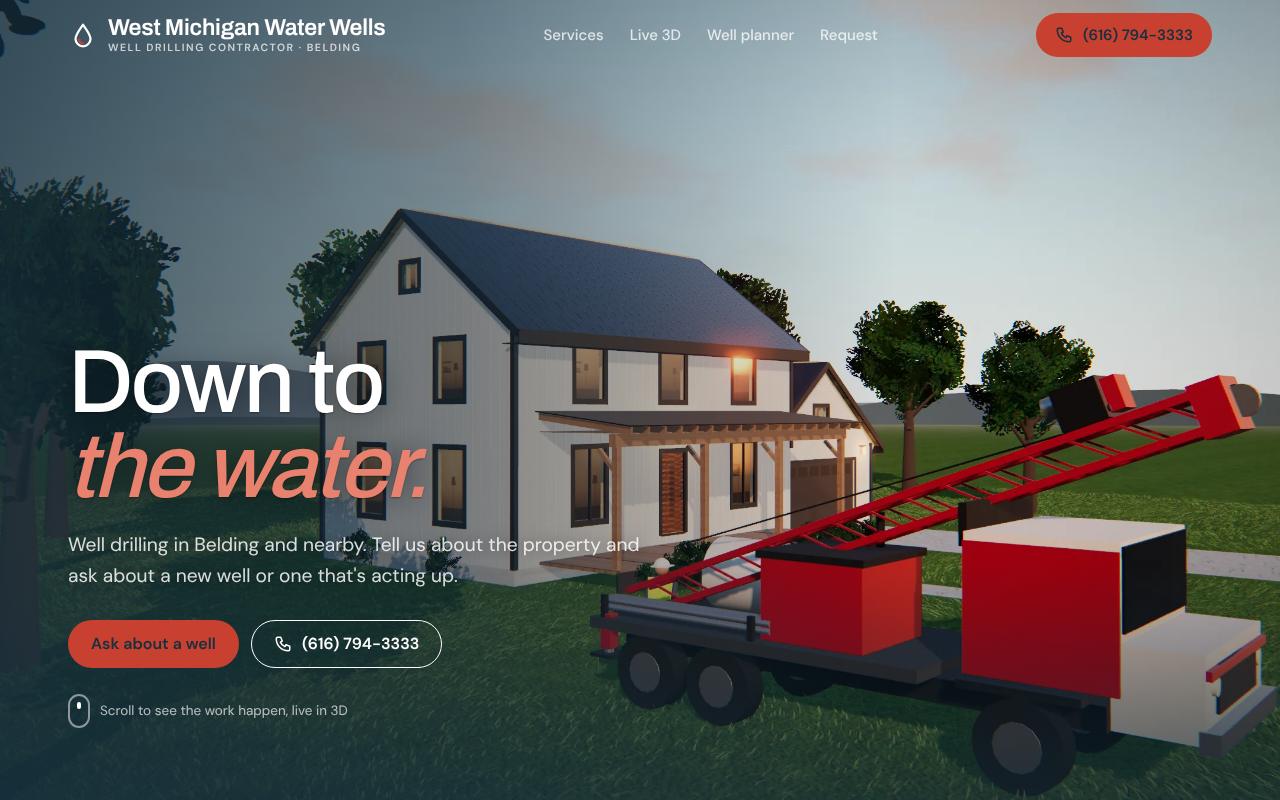 West Michigan Water Wells
WELL DRILLING CONTRACTOR · BELDING
Services
Live 3D
Well planner
Request
(616) 794-3333
Down to
the water.
Well drilling in Belding and nearby. Tell us about the property and
ask about a new well or one that's acting up.
Ask about a well
(616) 794-3333
Scroll to see the work happen, live in 3D